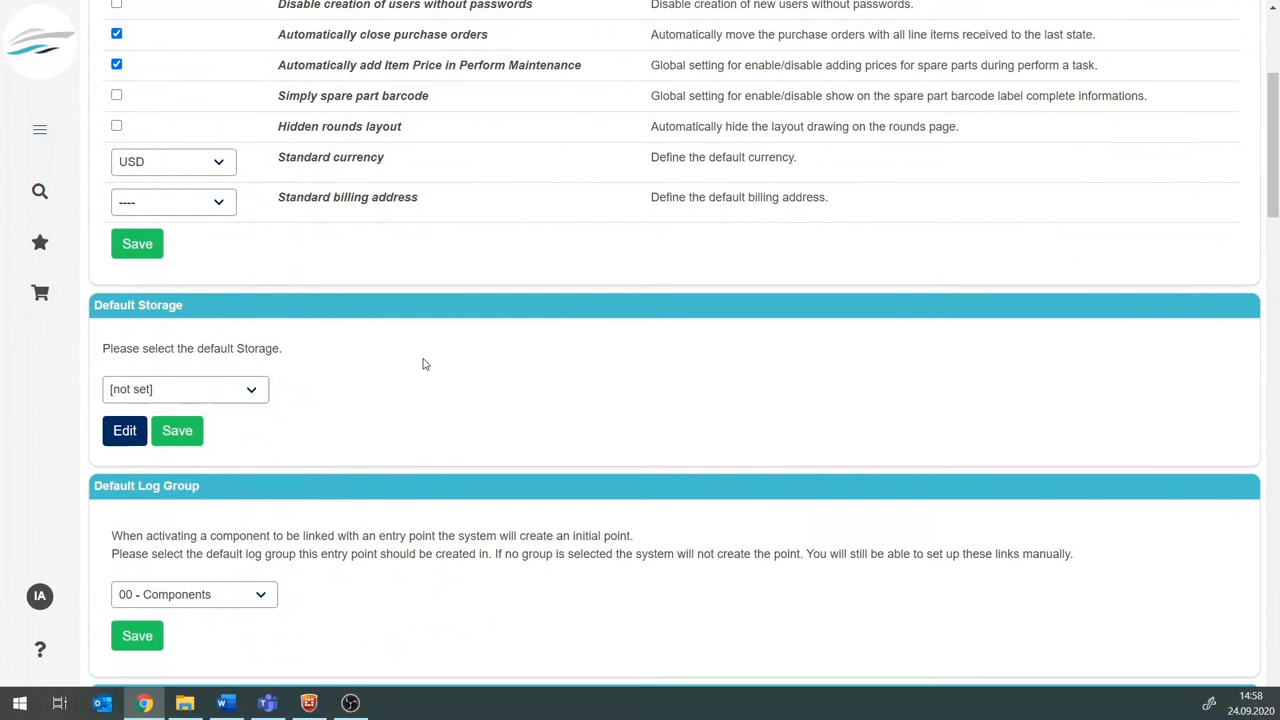 Disable creation of users without passwords
Disable creation of new users without passwords.
Automatically close purchase orders
Automatically move the purchase orders with all line items received to the last state.
Automatically add Item Price in Perform Maintenance
Global setting for enable/disable adding prices for spare parts during perform a task.
Simply spare part barcode
Global setting for enable/disable show on the spare part barcode label complete informations.
Hidden rounds layout
Automatically hide the layout drawing on the rounds page.
USD
Standard currency
Define the default currency.
----
Standard billing address
Define the default billing address.
Save
Default Storage
Please select the default Storage.
[not set]
Edit
Save
Default Log Group
When activating a component to be linked with an entry point the system will create an initial point.
Please select the default log group this entry point should be created in. If no group is selected the system will not create the point. You will still be able to set up these links manually.
00 - Components
Save
IA
?
14:58
24.09.2020